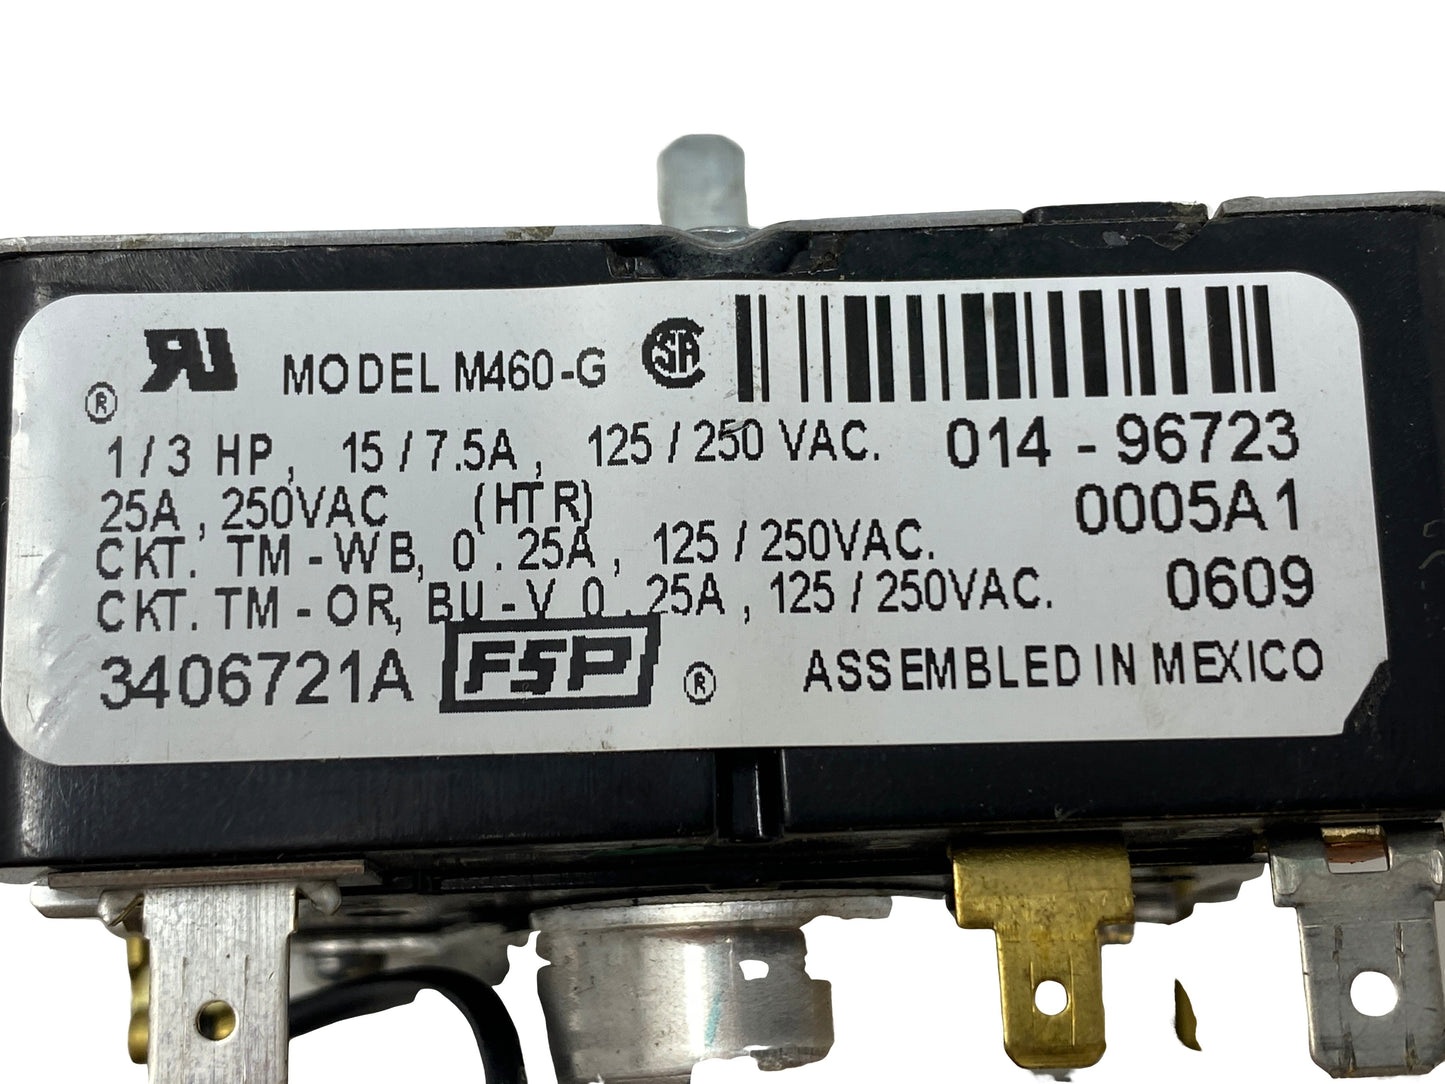 RU ® MODEL M460-G CSA
1/3 HP, 15/7.5A, 125/250 VAC. 014-96723
25A, 250VAC (HTR) 0005A1
CKT. TM-WB, 0.25A, 125/250VAC.
CKT. TM-OR, BU-V 0.25A, 125/250VAC. 0609
3406721A FSP ® ASSEMBLED IN MEXICO